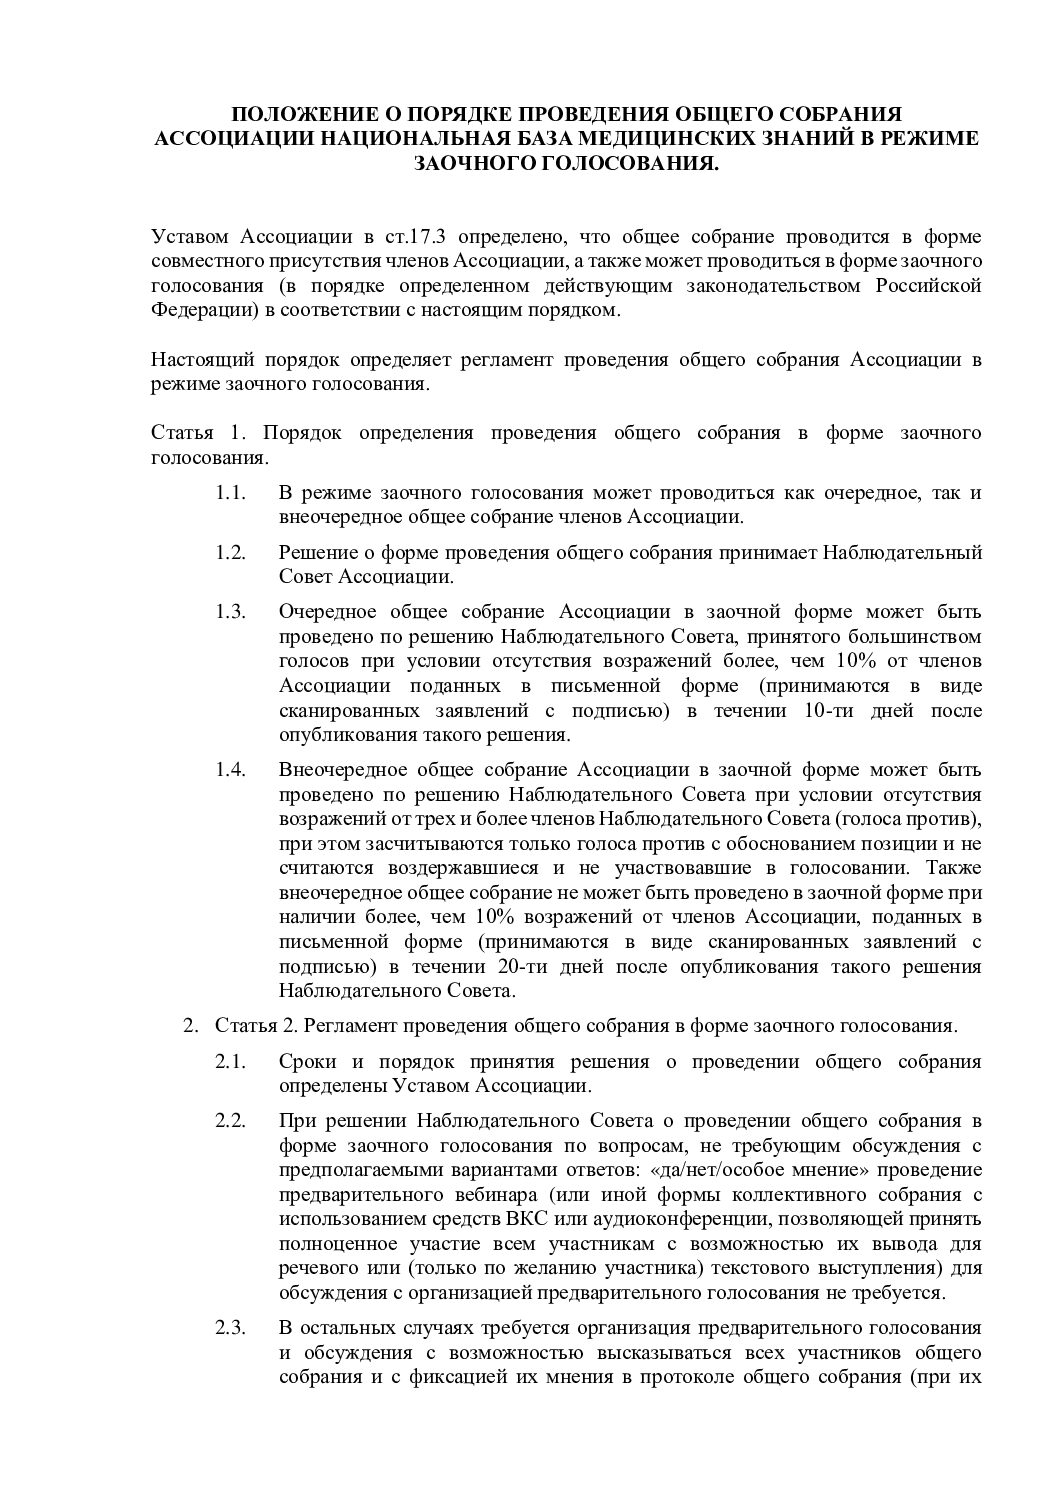 ПОЛОЖЕНИЕ О ПОРЯДКЕ ПРОВЕДЕНИЯ ОБЩЕГО СОБРАНИЯ
АССОЦИАЦИИ НАЦИОНАЛЬНАЯ БАЗА МЕДИЦИНСКИХ ЗНАНИЙ В РЕЖИМЕ
ЗАОЧНОГО ГОЛОСОВАНИЯ.
Уставом Ассоциации в ст.17.3 определено, что общее собрание проводится в форме
совместного присутствия членов Ассоциации, а также может проводиться в форме заочного
голосования (в порядке определенном действующим законодательством Российской
Федерации) в соответствии с настоящим порядком.
Настоящий порядок определяет регламент проведения общего собрания Ассоциации в
режиме заочного голосования.
Статья 1. Порядок определения проведения общего собрания в форме заочного
голосования.
1.1. В режиме заочного голосования может проводиться как очередное, так и
внеочередное общее собрание членов Ассоциации.
1.2. Решение о форме проведения общего собрания принимает Наблюдательный
Совет Ассоциации.
1.3. Очередное общее собрание Ассоциации в заочной форме может быть
проведено по решению Наблюдательного Совета, принятого большинством
голосов при условии отсутствия возражений более, чем 10% от членов
Ассоциации поданных в письменной форме (принимаются в виде
сканированных заявлений с подписью) в течении 10-ти дней после
опубликования такого решения.
1.4. Внеочередное общее собрание Ассоциации в заочной форме может быть
проведено по решению Наблюдательного Совета при условии отсутствия
возражений от трех и более членов Наблюдательного Совета (голоса против),
при этом засчитываются только голоса против с обоснованием позиции и не
считаются воздержавшиеся и не участвовавшие в голосовании. Также
внеочередное общее собрание не может быть проведено в заочной форме при
наличии более, чем 10% возражений от членов Ассоциации, поданных в
письменной форме (принимаются в виде сканированных заявлений с
подписью) в течении 20-ти дней после опубликования такого решения
Наблюдательного Совета.
2. Статья 2. Регламент проведения общего собрания в форме заочного голосования.
2.1. Сроки и порядок принятия решения о проведении общего собрания
определены Уставом Ассоциации.
2.2. При решении Наблюдательного Совета о проведении общего собрания в
форме заочного голосования по вопросам, не требующим обсуждения с
предполагаемыми вариантами ответов: «да/нет/особое мнение» проведение
предварительного вебинара (или иной формы коллективного собрания с
использованием средств ВКС или аудиоконференции, позволяющей принять
полноценное участие всем участникам с возможностью их вывода для
речевого или (только по желанию участника) текстового выступления) для
обсуждения с организацией предварительного голосования не требуется.
2.3. В остальных случаях требуется организация предварительного голосования
и обсуждения с возможностью высказываться всех участников общего
собрания и с фиксацией их мнения в протоколе общего собрания (при их